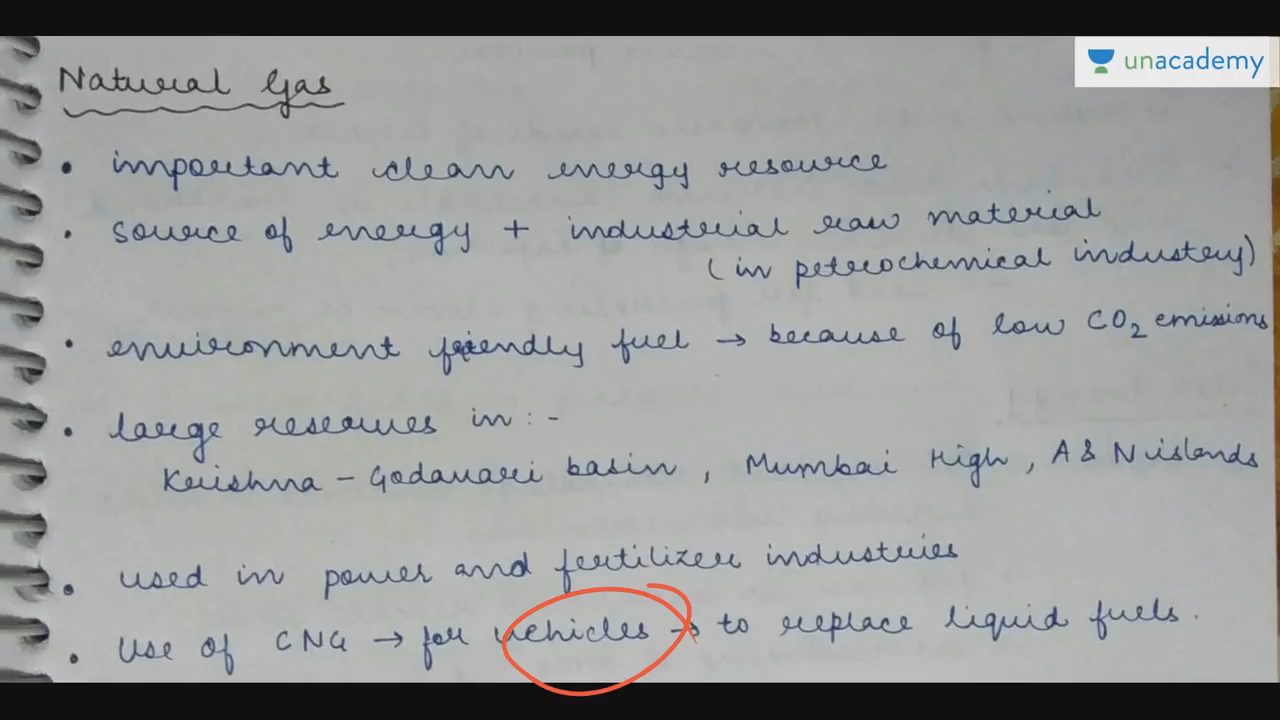 unacademy
Natural Gas
• important clean energy resource
• source of energy + industrial raw material
(in petrochemical industry)
• environment friendly fuel → because of low CO2 emissions
• large reserves in :-
Krishna - Godavari basin, Mumbai High, A & N islands
• used in power and fertilizer industries
• use of CNG → for vehicles → to replace liquid fuels.